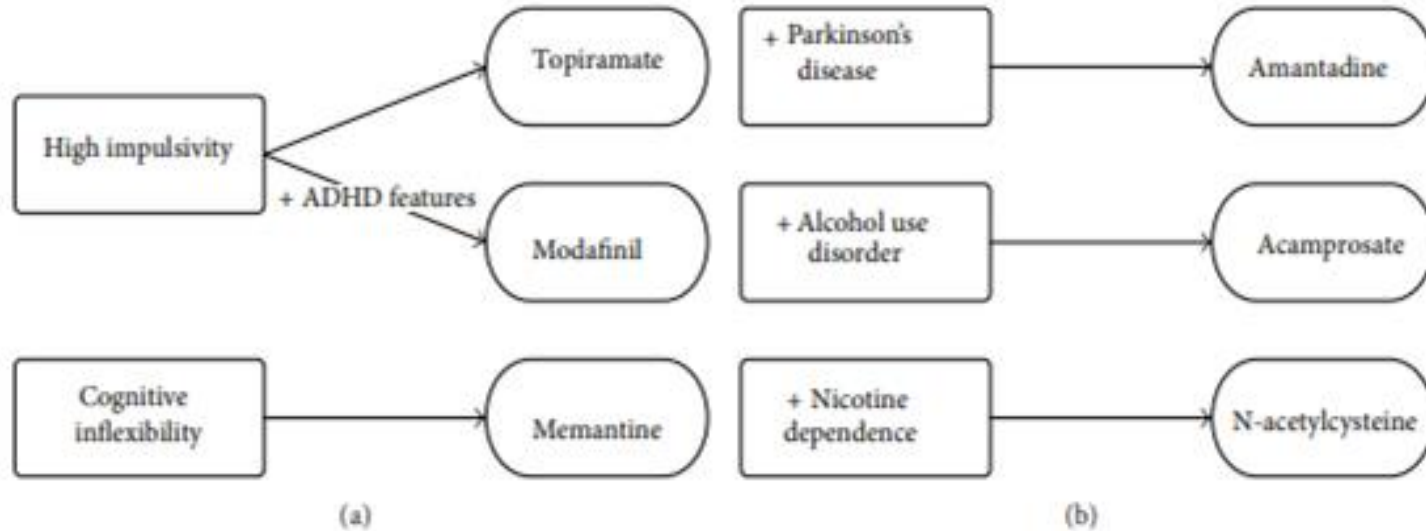 High impulsivity
+ ADHD features
Topiramate
Modafinil
Cognitive
inflexibility
Memantine
(a)
+ Parkinson's
disease
Amantadine
+ Alcohol use
disorder
Acamprosate
+ Nicotine
dependence
N-acetylcysteine
(b)